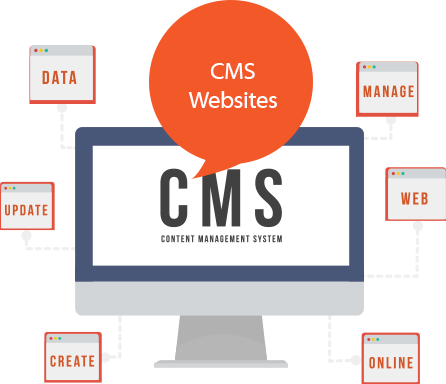 CMS
Websites
DATA
MANAGE
CMS
CONTENT MANAGEMENT SYSTEM
UPDATE
WEB
CREATE
ONLINE